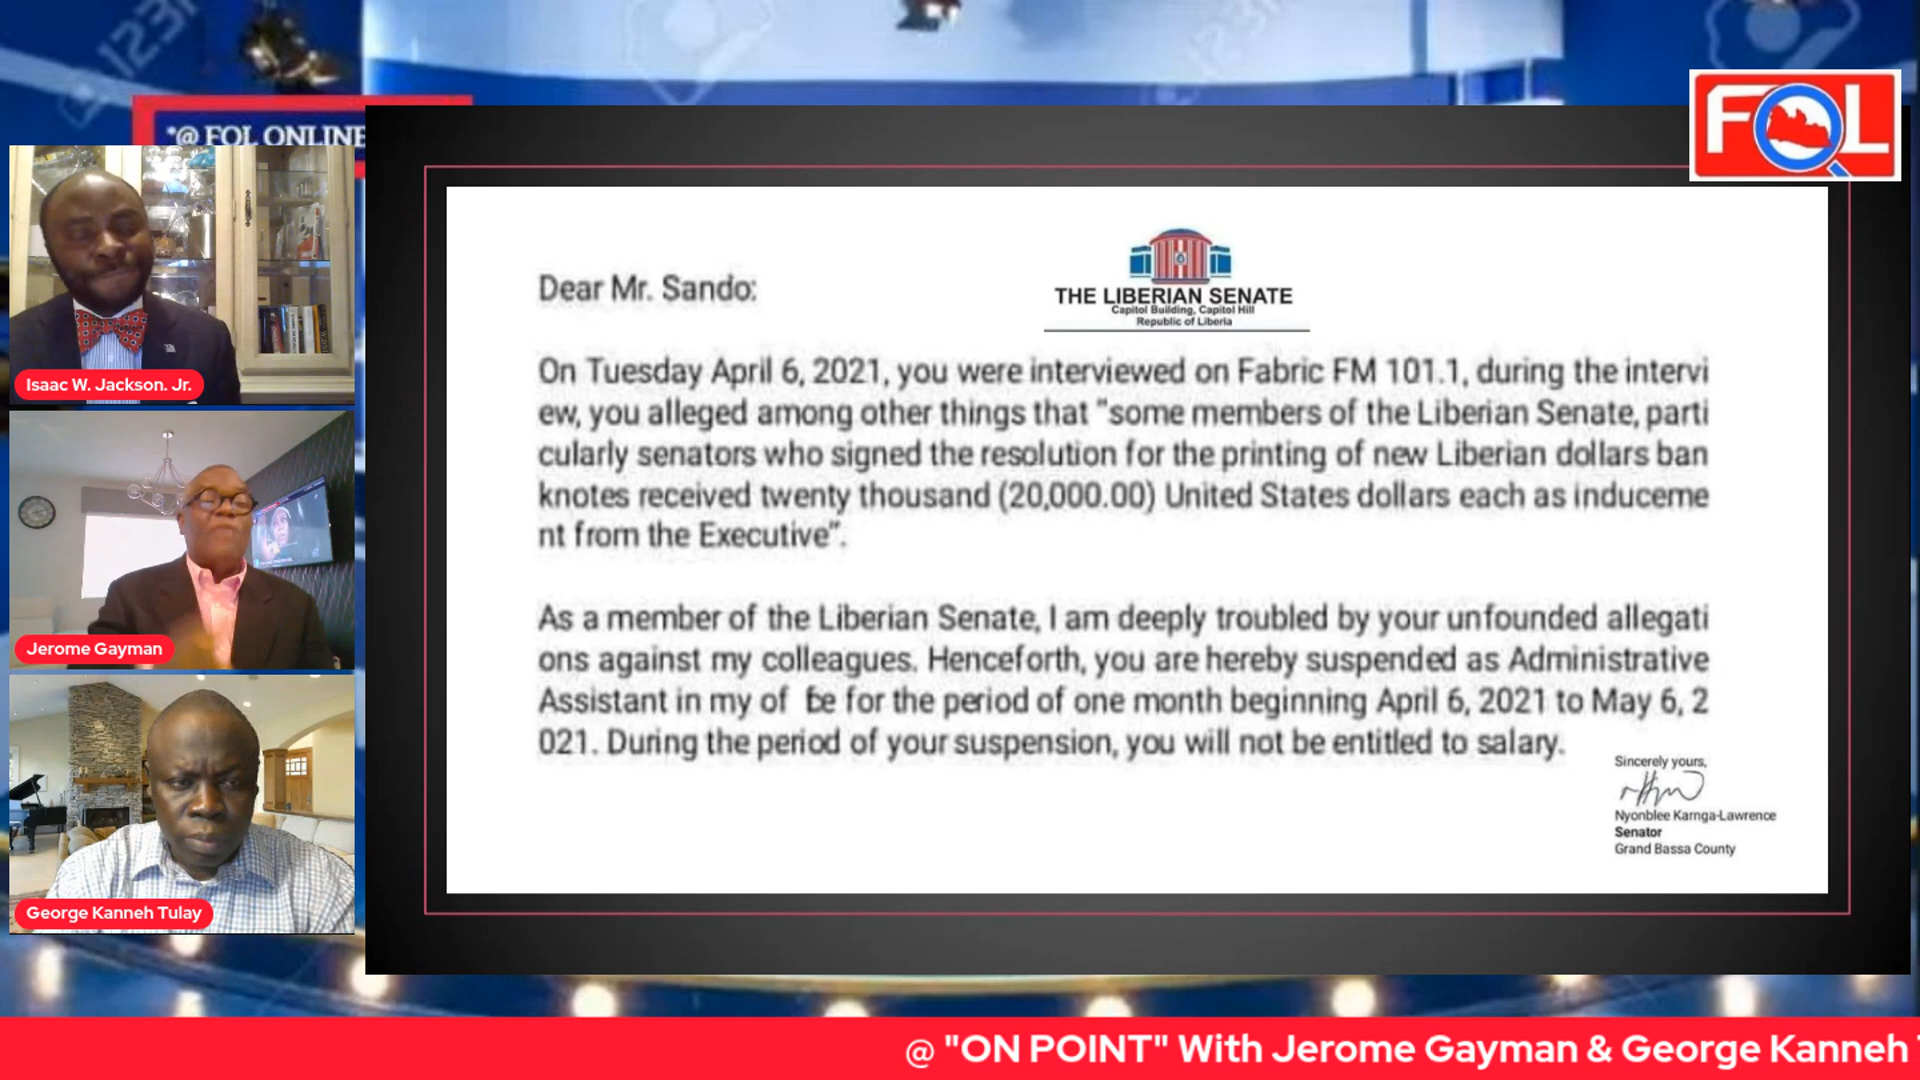 *@ FOL ONLINE
FOL
Isaac W. Jackson. Jr.
Jerome Gayman
George Kanneh Tulay
Dear Mr. Sando:
THE LIBERIAN SENATE
Capitol Building, Capitol Hill
Republic of Liberia
On Tuesday April 6, 2021, you were interviewed on Fabric FM 101.1, during the intervi
ew, you alleged among other things that "some members of the Liberian Senate, parti
cularly senators who signed the resolution for the printing of new Liberian dollars ban
knotes received twenty thousand (20,000.00) United States dollars each as induceme
nt from the Executive".
As a member of the Liberian Senate, I am deeply troubled by your unfounded allegati
ons against my colleagues. Henceforth, you are hereby suspended as Administrative
Assistant in my of be for the period of one month beginning April 6, 2021 to May 6, 2
021. During the period of your suspension, you will not be entitled to salary.
Sincerely yours,
Nyonblee Karnga-Lawrence
Senator
Grand Bassa County
@ "ON POINT" With Jerome Gayman & George Kanneh